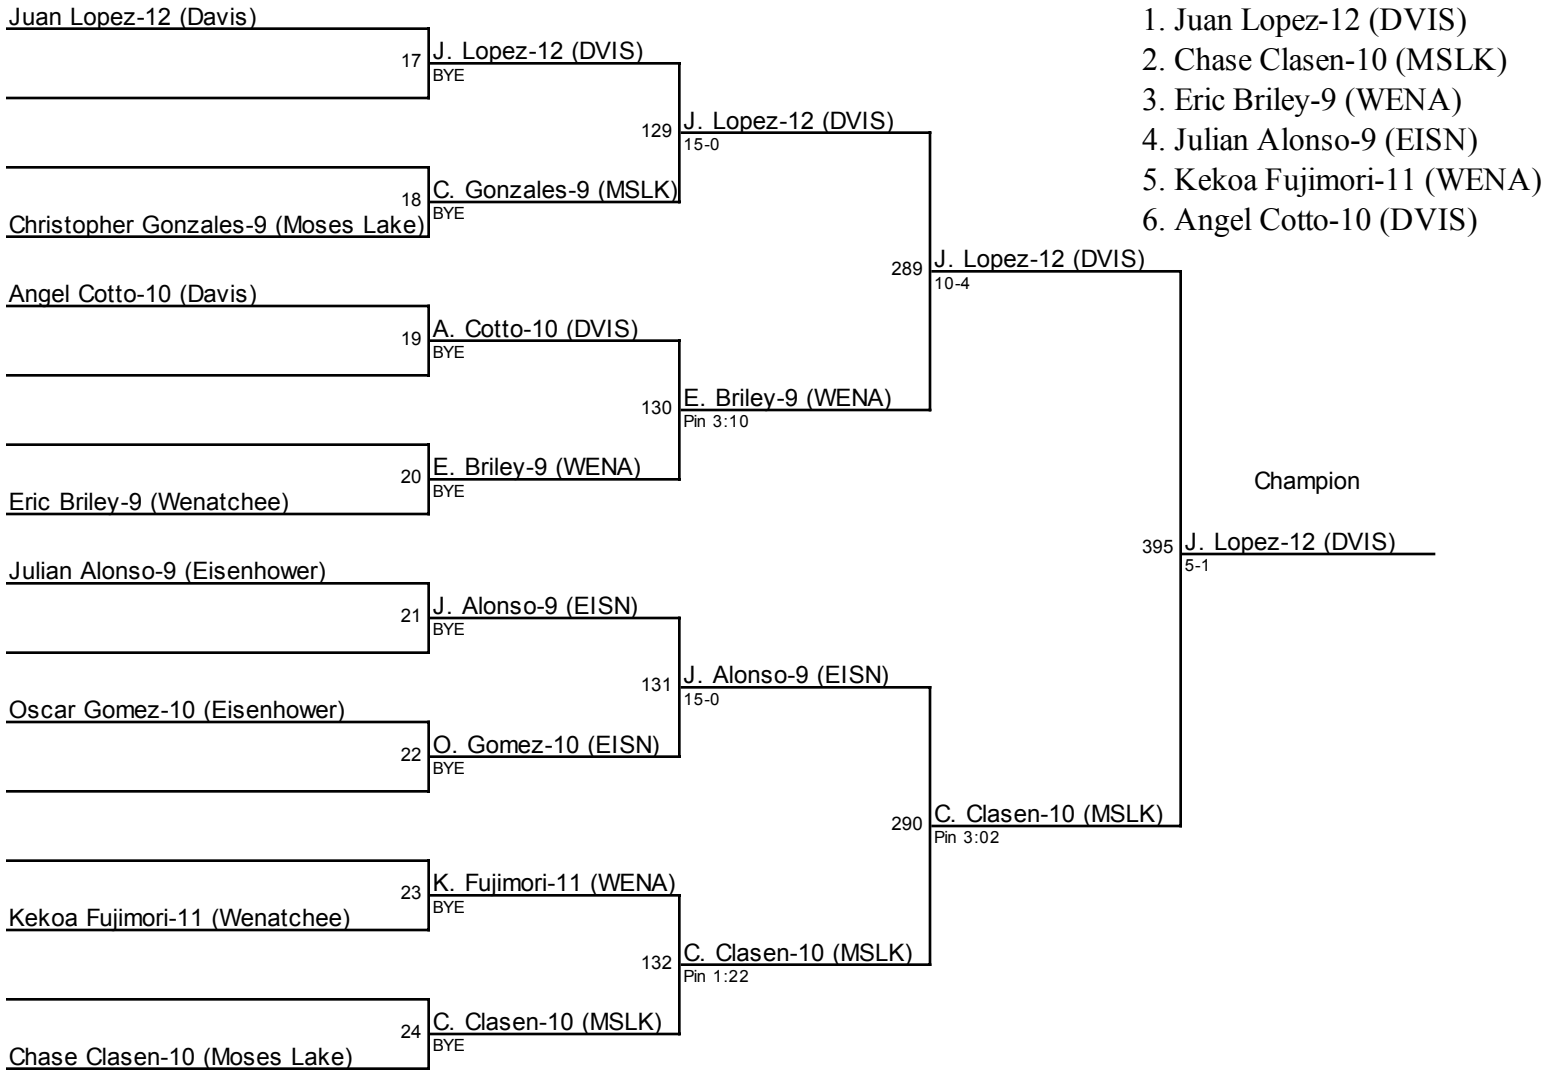 Juan Lopez-12 (Davis)
17
J. Lopez-12 (DVIS)
BYE
129
J. Lopez-12 (DVIS)
15-0
18
C. Gonzales-9 (MSLK)
BYE
Christopher Gonzales-9 (Moses Lake)
289
J. Lopez-12 (DVIS)
10-4
Angel Cotto-10 (Davis)
19
A. Cotto-10 (DVIS)
BYE
130
E. Briley-9 (WENA)
Pin 3:10
20
E. Briley-9 (WENA)
BYE
Eric Briley-9 (Wenatchee)
Champion
395
J. Lopez-12 (DVIS)
5-1
Julian Alonso-9 (Eisenhower)
21
J. Alonso-9 (EISN)
BYE
131
J. Alonso-9 (EISN)
15-0
Oscar Gomez-10 (Eisenhower)
22
O. Gomez-10 (EISN)
BYE
290
C. Clasen-10 (MSLK)
Pin 3:02
23
K. Fujimori-11 (WENA)
BYE
Kekoa Fujimori-11 (Wenatchee)
132
C. Clasen-10 (MSLK)
Pin 1:22
24
C. Clasen-10 (MSLK)
BYE
Chase Clasen-10 (Moses Lake)
1. Juan Lopez-12 (DVIS)
2. Chase Clasen-10 (MSLK)
3. Eric Briley-9 (WENA)
4. Julian Alonso-9 (EISN)
5. Kekoa Fujimori-11 (WENA)
6. Angel Cotto-10 (DVIS)